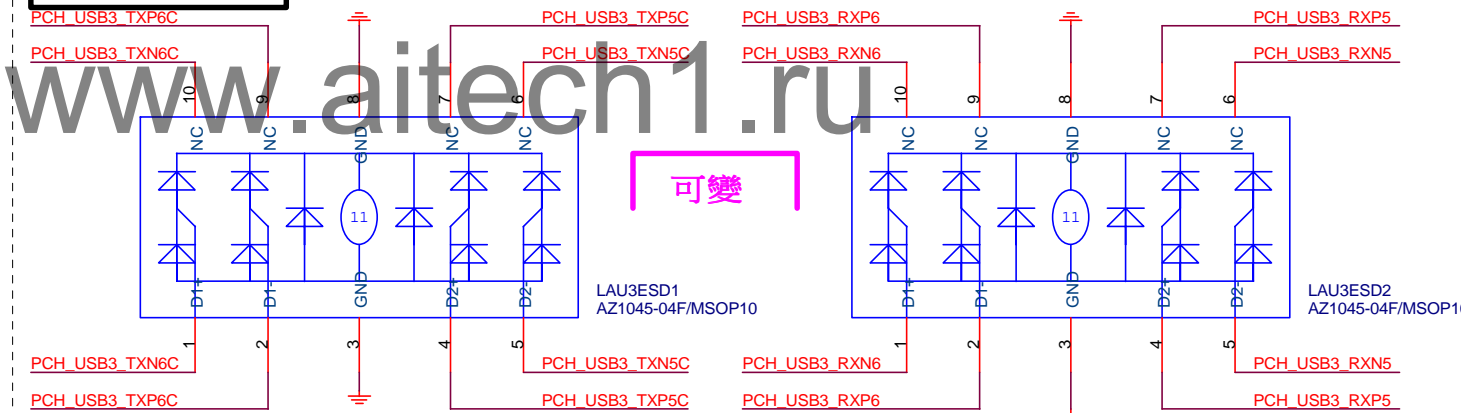 PCH_USB3_TXP6C PCH_USB3_TXP5C PCH_USB3_RXP6 PCH_USB3_RXP5
PCH_USB3_TXN6C PCH_USB3_TXN5C PCH_USB3_RXN6 PCH_USB3_RXN5
www.aitech1.ru
10 9 8 7 6 10 9 8 7 6
NC NC GND NC NC NC NC GND NC NC
可變
11 11
D1+ D1- GND D2+ D2- D1+ D1- GND D2+ D2-
LAU3ESD1 LAU3ESD2
AZ1045-04F/MSOP10 AZ1045-04F/MSOP10
1 2 3 4 5 1 2 3 4 5
PCH_USB3_TXN6C PCH_USB3_TXN5C PCH_USB3_RXN6 PCH_USB3_RXN5
PCH_USB3_TXP6C PCH_USB3_TXP5C PCH_USB3_RXP6 PCH_USB3_RXP5